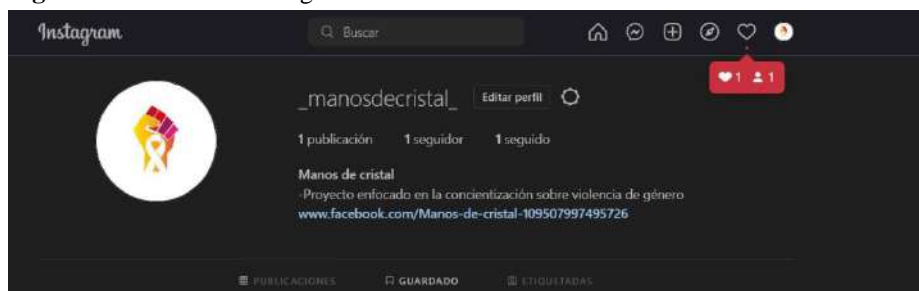 Instagram Buscar
1 1
_manosdecristal_ Editar perfil
1 publicación 1 seguidor 1 seguido
Manos de cristal
-Proyecto enfocado en la concientización sobre violencia de género
www.facebook.com/Manos-de-cristal-109507997495726
PUBLICACIONES GUARDADO ETIQUETADAS